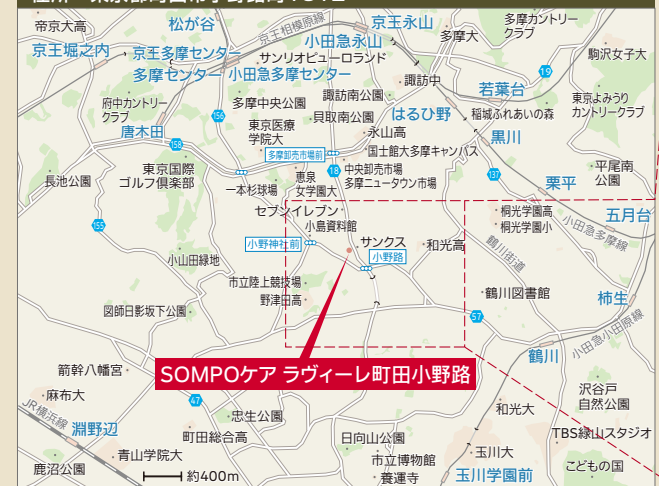 帝京大高
松が谷
京王相模原線
京王永山
多摩カントリー
クラブ
京王堀之内
京王多摩センター
小田急永山
多摩大
駒沢女子大
サンリオピューロランド
多摩センター
小田急多摩センター
諏訪中
19
若葉台
府中カントリー
クラブ
多摩中央公園
諏訪南公園
東京よみうり
カントリークラブ
156
貝取南公園
はるひ野
稲城ふれあいの森
唐木田
東京医療
学院大
永山高
黒川
158
多摩卸売市場前
国士舘大多摩キャンパス
東京国際
ゴルフ倶楽部
18
中央卸売市場
多摩ニュータウン市場
平尾南
公園
長池公園
一本杉球場
恵泉
女学園大
137
栗平
155
セブンイレブン
桐光学園高
桐光学園小
五月台
小島資料館
小田急多摩線
小野神社前
サンクス
和光高
鶴川街道
小山田緑地
小野路
市立陸上競技場
野津田高
鶴川図書館
柿生
図師日影坂下公園
57
小田急小田原線
鶴川
SOMPOケア ラヴィーレ町田小野路
箭幹八幡宮
麻布大
47
沢谷戸
自然公園
JR横浜線
忠生公園
和光大
淵野辺
町田総合高
日向山公園
TBS緑山スタジオ
青山学院大
市立博物館
玉川大
鹿沼公園
約400m
養運寺
玉川学園前
こどもの国